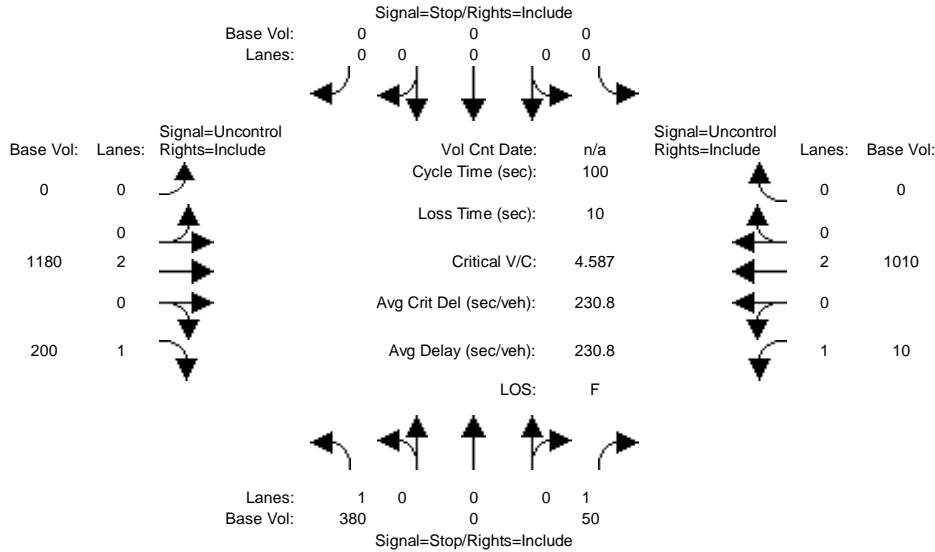 Signal=Stop/Rights=Include
Base Vol: 0 0 0
Lanes: 0 0 0 0 0
Signal=Uncontrol
Base Vol: Lanes: Rights=Include
Vol Cnt Date: n/a
Signal=Uncontrol
Rights=Include Lanes: Base Vol:
Cycle Time (sec): 100
0 0
0 0
Loss Time (sec): 10
0
0
1180 2
Critical V/C: 4.587
2 1010
0
Avg Crit Del (sec/veh): 230.8
0
200 1
Avg Delay (sec/veh): 230.8
1 10
LOS: F
Lanes: 1 0 0 0 1
Base Vol: 380 0 50
Signal=Stop/Rights=Include